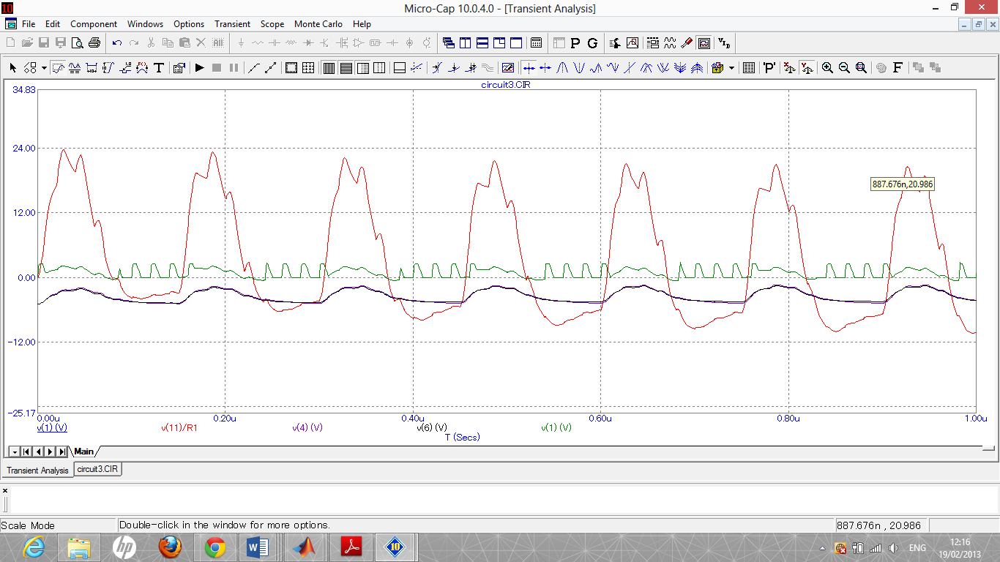 10 Micro-Cap 10.0.4.0 - [Transient Analysis]
File Edit Component Windows Options Transient Scope Monte Carlo Help
circuit3.CIR
34.83
24.00
12.00
0.00
-12.00
-25.17
887.676n,20.986
0.00u 0.20u 0.40u 0.60u 0.80u 1.00u
v(1) (V) v(11)/R1 v(4) (V) v(6) (V) v(1) (V)
T (Secs)
Main
Transient Analysis circuit3.CIR
Scale Mode Double-click in the window for more options. 887.676n , 20.986
hp 10 ENG 12:16
19/02/2013